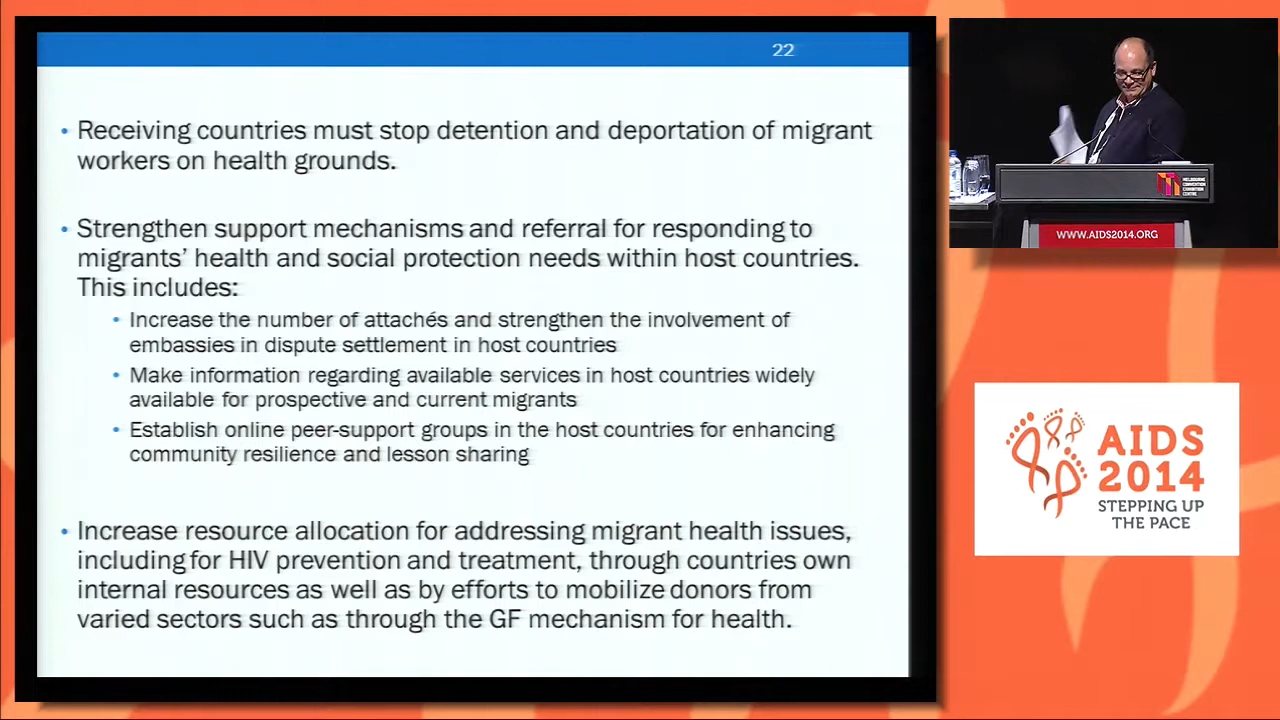 22
• Receiving countries must stop detention and deportation of migrant
workers on health grounds.
• Strengthen support mechanisms and referral for responding to
migrants’ health and social protection needs within host countries.
This includes:
• Increase the number of attachés and strengthen the involvement of
embassies in dispute settlement in host countries
• Make information regarding available services in host countries widely
available for prospective and current migrants
• Establish online peer-support groups in the host countries for enhancing
community resilience and lesson sharing
• Increase resource allocation for addressing migrant health issues,
including for HIV prevention and treatment, through countries own
internal resources as well as by efforts to mobilize donors from
varied sectors such as through the GF mechanism for health.
MELBOURNE
CONVENTION
EXHIBITION
CENTRE
WWW.AIDS2014.ORG
AIDS
2014
STEPPING UP
THE PACE